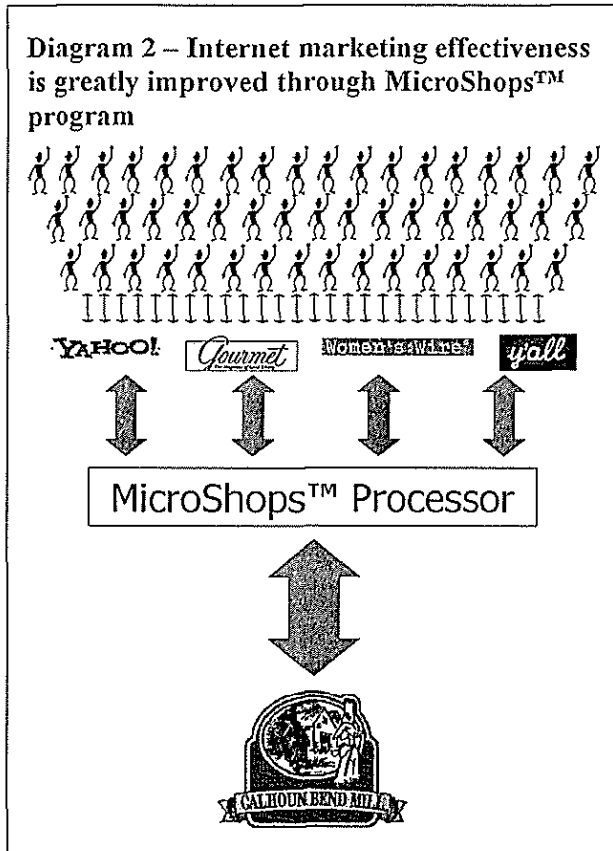 Diagram 2 – Internet marketing effectiveness
is greatly improved through MicroShops™
program
YAHOO!
Gourmet
Women's Wire
y'all
MicroShops™ Processor
CALHOUN BEND MILL